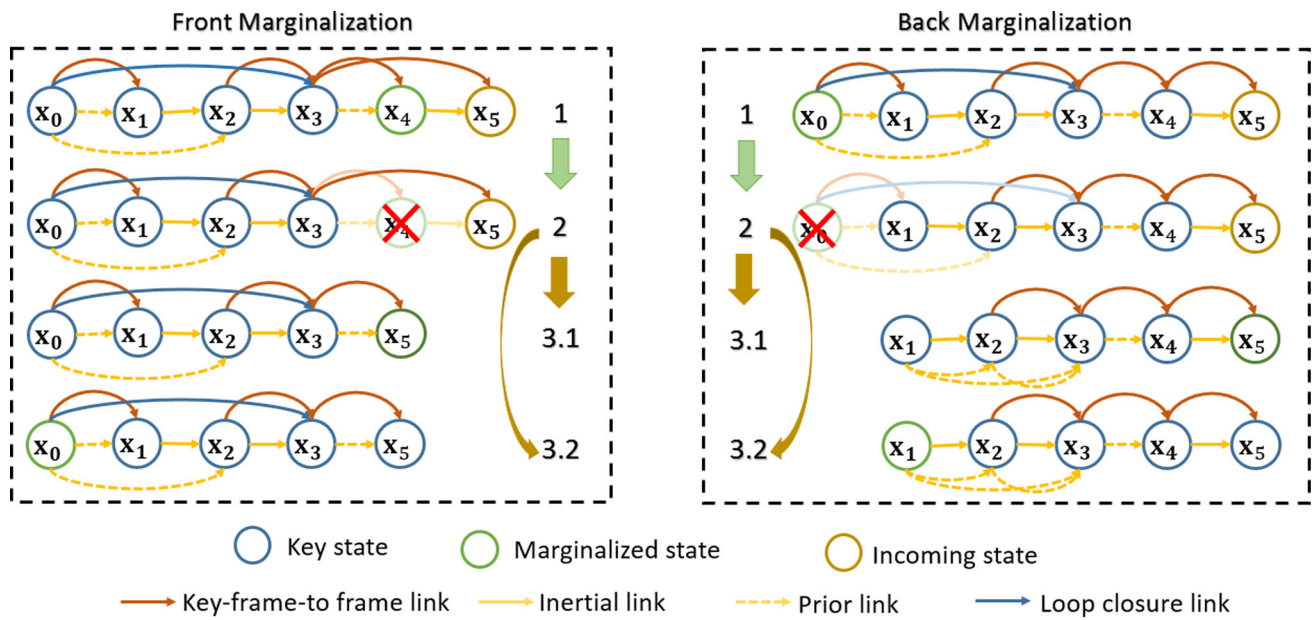 Front Marginalization
x0 x1 x2 x3 x4 x5 1
x0 x1 x2 x3 x4 x5 2
x0 x1 x2 x3 x5 3.1
x0 x1 x2 x3 x5 3.2
Back Marginalization
1 x0 x1 x2 x3 x4 x5
2 x0 x1 x2 x3 x4 x5
3.1 x1 x2 x3 x4 x5
3.2 x1 x2 x3 x4 x5
Key state
Marginalized state
Incoming state
Key-frame-to frame link
Inertial link
Prior link
Loop closure link